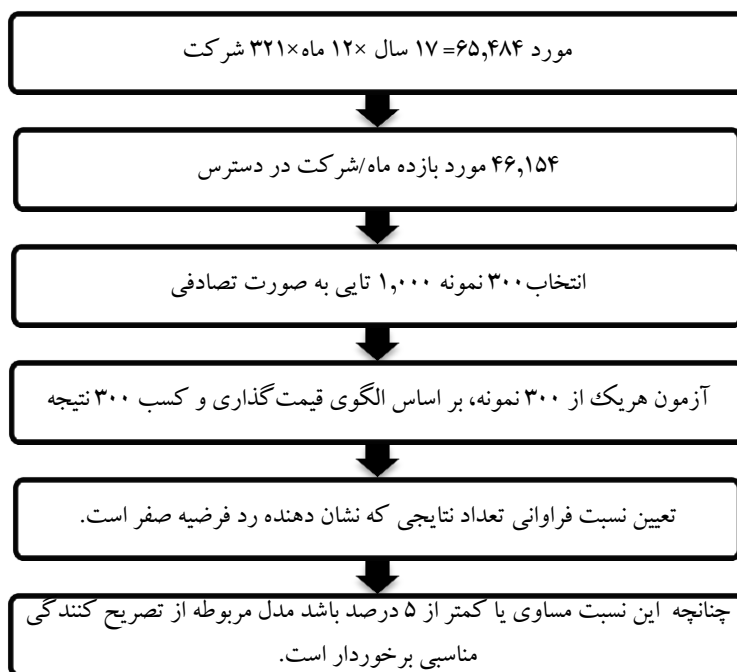 مورد ۶۵,۴۸۴= ۱۷ سال ×۱۲ ماه×۳۲۱ شرکت
۴۶,۱۵۴ مورد بازده ماه/شرکت در دسترس
انتخاب ۳۰۰ نمونه ۱,۰۰۰ تایی به صورت تصادفی
آزمون هریک از ۳۰۰ نمونه، بر اساس الگوی قیمت‌گذاری و کسب ۳۰۰ نتیجه
تعیین نسبت فراوانی تعداد نتایجی که نشان دهنده رد فرضیه صفر است.
چنانچه این نسبت مساوی یا کمتر از ۵ درصد باشد مدل مربوطه از تصریح کنندگی
مناسبی برخوردار است.